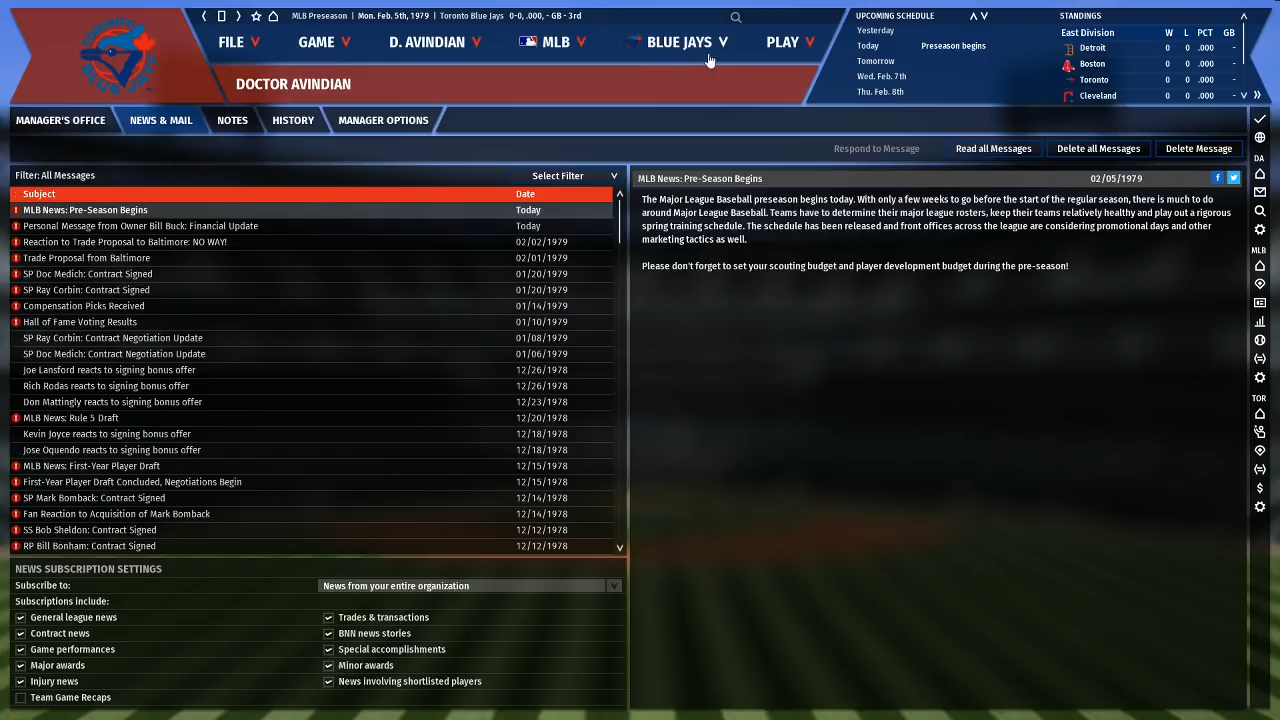 MLB Preseason | Mon. Feb. 5th, 1979 | Toronto Blue Jays 0-0, .000, - GB - 3rd
FILE GAME D. AVINDIAN MLB BLUE JAYS PLAY
DOCTOR AVINDIAN
TORONTO
BLUE JAYS
UPCOMING SCHEDULE
Yesterday
Today Preseason begins
Tomorrow
Wed. Feb. 7th
Thu. Feb. 8th
STANDINGS
East Division W L PCT GB
Detroit 0 0 .000 -
Boston 0 0 .000 -
Toronto 0 0 .000 -
Cleveland 0 0 .000 -
MANAGER'S OFFICE NEWS & MAIL NOTES HISTORY MANAGER OPTIONS
Respond to Message Read all Messages Delete all Messages Delete Message
Filter: All Messages Select Filter
Subject Date
MLB News: Pre-Season Begins Today
Personal Message from Owner Bill Buck: Financial Update Today
Reaction to Trade Proposal to Baltimore: NO WAY! 02/02/1979
Trade Proposal from Baltimore 02/01/1979
SP Doc Medich: Contract Signed 01/20/1979
SP Ray Corbin: Contract Signed 01/20/1979
Compensation Picks Received 01/14/1979
Hall of Fame Voting Results 01/10/1979
SP Ray Corbin: Contract Negotiation Update 01/08/1979
SP Doc Medich: Contract Negotiation Update 01/06/1979
Joe Lansford reacts to signing bonus offer 12/26/1978
Rich Rodas reacts to signing bonus offer 12/26/1978
Don Mattingly reacts to signing bonus offer 12/23/1978
MLB News: Rule 5 Draft 12/20/1978
Kevin Joyce reacts to signing bonus offer 12/18/1978
Jose Oquendo reacts to signing bonus offer 12/18/1978
MLB News: First-Year Player Draft 12/15/1978
First-Year Player Draft Concluded, Negotiations Begin 12/15/1978
SP Mark Bomback: Contract Signed 12/14/1978
Fan Reaction to Acquisition of Mark Bomback 12/14/1978
SS Bob Sheldon: Contract Signed 12/12/1978
RP Bill Bonham: Contract Signed 12/12/1978
MLB News: Pre-Season Begins 02/05/1979
The Major League Baseball preseason begins today. With only a few weeks to go before the start of the regular season, there is much to do
around Major League Baseball. Teams have to determine their major league rosters, keep their teams relatively healthy and play out a rigorous
spring training schedule. The schedule has been released and front offices across the league are considering promotional days and other
marketing tactics as well.
Please don't forget to set your scouting budget and player development budget during the pre-season!
NEWS SUBSCRIPTION SETTINGS
Subscribe to: News from your entire organization
Subscriptions include:
General league news Trades & transactions
Contract news BNN news stories
Game performances Special accomplishments
Major awards Minor awards
Injury news News involving shortlisted players
Team Game Recaps
DA
MLB
TOR